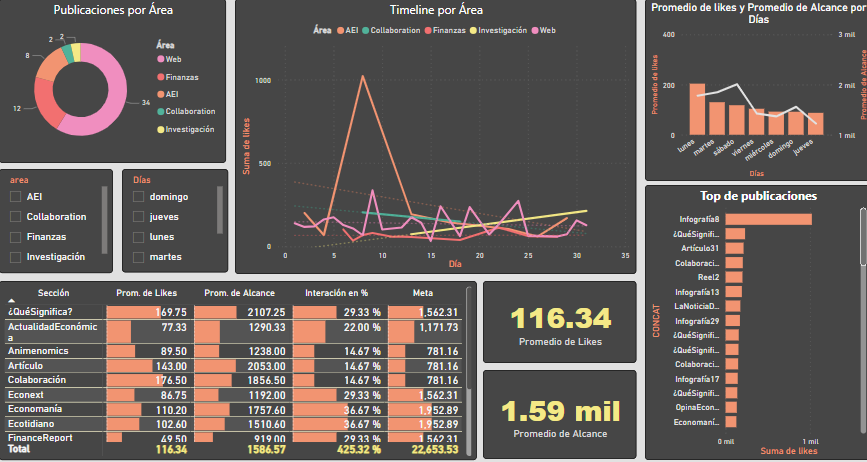 Publicaciones por Área
2
2
8
12
34
Área
Web
Finanzas
AEI
Collaboration
Investigación
Timeline por Área
Área AEI Collaboration Finanzas Investigación Web
Suma de likes
1000
500
0
0 5 10 15 20 25 30 35
Día
Promedio de likes y Promedio de Alcance por
Días
Promedio de likes
400
200
0
3 mil
2 mil
1 mil
Promedio de Alcance
lunes
martes
sábado
viernes
miércoles
domingo
jueves
Días
area
AEI
Collaboration
Finanzas
Investigación
Días
domingo
jueves
lunes
martes
Top de publicaciones
CONCAT
Infografía8
¿QuéSignifi...
Artículo31
Colaboraci...
Reel2
Infografía13
LaNoticiaD...
Infografía29
¿QuéSignifi...
¿QuéSignifi...
Colaboraci...
Infografía17
¿QuéSignifi...
OpinaEcon...
Economaní...
0 mil 1 mil
Suma de likes
Sección Prom. de Likes Prom. de Alcance Interación en % Meta
¿QuéSignifica? 169.75 2107.25 29.33 % 1,562.31
ActualidadEconómic
a 77.33 1290.33 22.00 % 1,171.73
Animenomics 89.50 1238.00 14.67 % 781.16
Artículo 143.00 2053.00 14.67 % 781.16
Colaboración 176.50 1856.50 14.67 % 781.16
Econext 86.75 1192.00 29.33 % 1,562.31
Economanía 110.20 1757.60 36.67 % 1,952.89
Ecotidiano 102.60 1510.60 36.67 % 1,952.89
FinanceReport 49.50 919.00 29.33 % 1,562.31
Total 116.34 1586.57 425.32 % 22,653.53
116.34
Promedio de Likes
1.59 mil
Promedio de Alcance